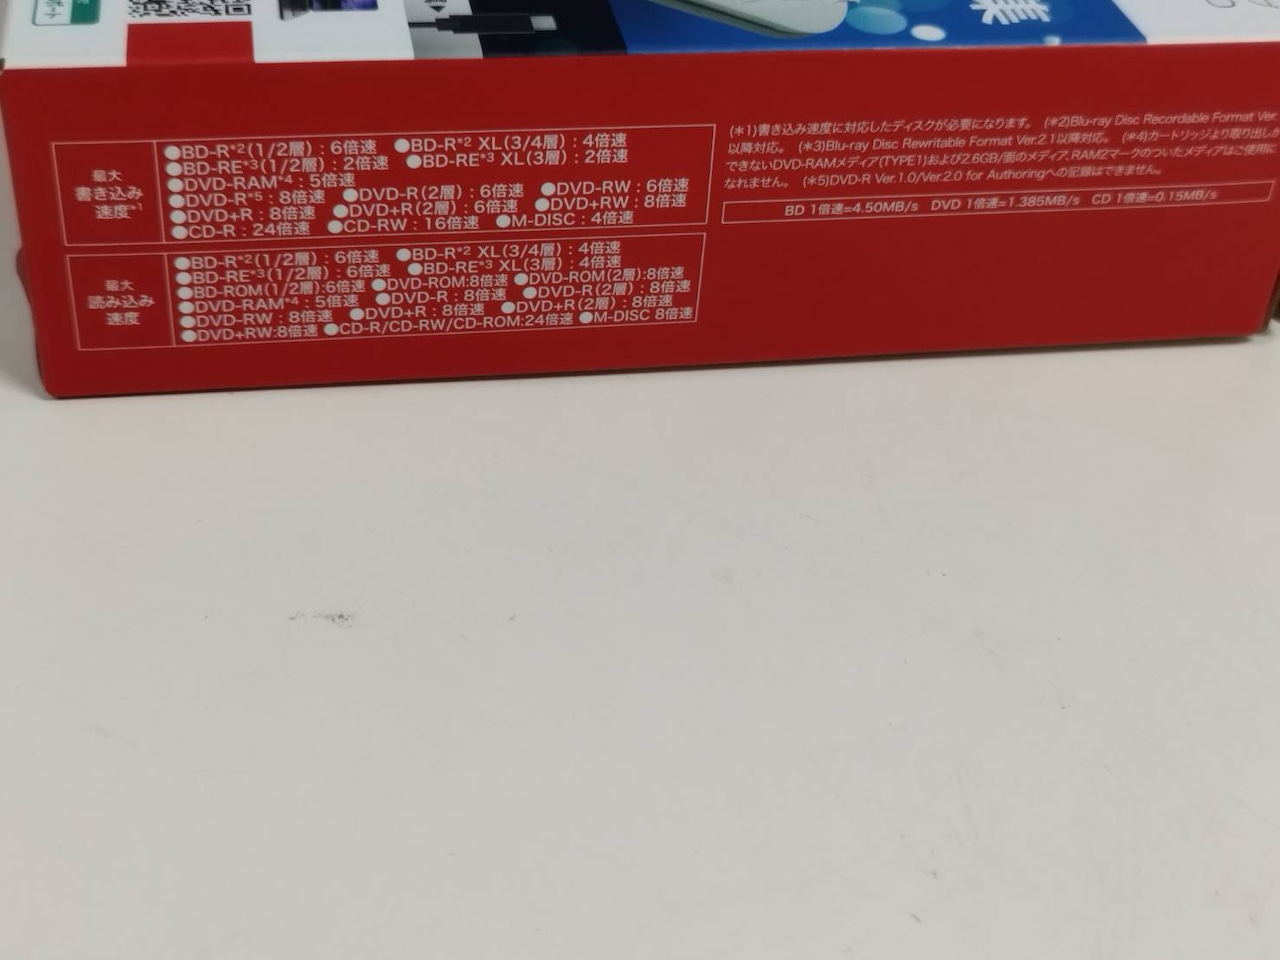 ポート
集
最大
書き込み
速度*1
●BD-R*2(1/2層) : 6倍速 ●BD-R*2 XL(3/4層) : 4倍速
●BD-RE*3(1/2層) : 2倍速 ●BD-RE*3 XL(3層) : 2倍速
●DVD-RAM*4 : 5倍速
●DVD-R*5 : 8倍速 ●DVD-R(2層) : 6倍速 ●DVD-RW : 6倍速
●DVD+R : 8倍速 ●DVD+R(2層) : 6倍速 ●DVD+RW : 8倍速
●CD-R : 24倍速 ●CD-RW : 16倍速 ●M-DISC : 4倍速
最大
読み込み
速度
●BD-R*2(1/2層) : 6倍速 ●BD-R*2 XL(3/4層) : 4倍速
●BD-RE*3(1/2層) : 6倍速 ●BD-RE*3 XL(3層) : 4倍速
●BD-ROM(1/2層):6倍速 ●DVD-ROM:8倍速 ●DVD-ROM(2層):8倍速
●DVD-RAM*4 : 5倍速 ●DVD-R : 8倍速 ●DVD-R(2層) : 8倍速
●DVD-RW : 8倍速 ●DVD+R : 8倍速 ●DVD+R(2層) : 8倍速
●DVD+RW:8倍速 ●CD-R/CD-RW/CD-ROM:24倍速 ●M-DISC 8倍速
(*1)書き込み速度に対応したディスクが必要になります。 (*2)Blu-ray Disc Recordable Format Ver.
以降対応。 (*3)Blu-ray Disc Rewritable Format Ver.2.1以降対応。 (*4)カートリッジより取り出しが
できないDVD-RAMメディア(TYPE1)および2.6GB/面のメディア、RAM2マークのついたメディアはご使用に
なれません。 (*5)DVD-R Ver.1.0/Ver.2.0 for Authoringへの記録はできません。
BD 1倍速=4.50MB/s DVD 1倍速=1.385MB/s CD 1倍速=0.15MB/s